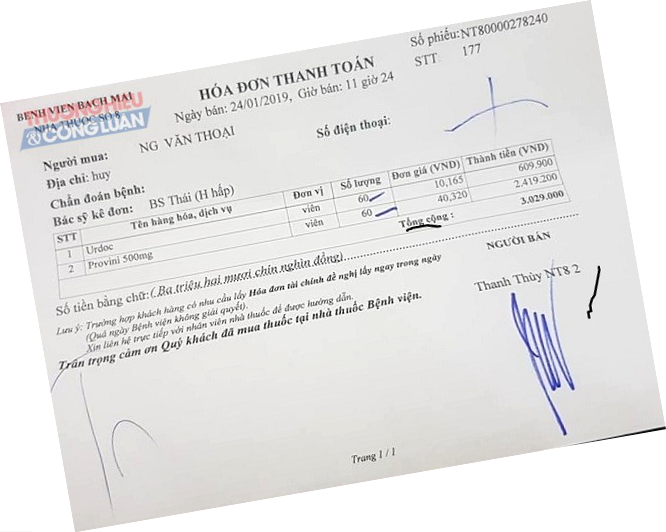 Số phiếu:NT80000278240
STT 177
BỆNH VIỆN BẠCH MAI
NHÀ THUỐC SỐ 8
THƯƠNG HIỆU
& CÔNG LUẬN
HÓA ĐƠN THANH TOÁN
Ngày bán: 24/01/2019, Giờ bán: 11 giờ 24
Người mua: NG VĂN THOẠI
Số điện thoại:
Địa chỉ: huy
Chẩn đoán bệnh:
Bác sỹ kê đơn: BS Thái (H hấp)
STT Tên hàng hóa, dịch vụ Đơn vị Số lượng Đơn giá (VND) Thành tiền (VND)
1 Urdoc viên 60 10,165 609.900
2 Provini 500mg viên 60 40,320 2.419.200
Tổng cộng : 3.029.000
Số tiền bằng chữ: ( Ba triệu hai mươi chín nghìn đồng)
Lưu ý: Trường hợp khách hàng có nhu cầu lấy Hóa đơn tài chính đề nghị lấy ngay trong ngày
(Quá ngày Bệnh viện không giải quyết).
Xin liên hệ trực tiếp với nhân viên nhà thuốc để được hướng dẫn.
Trân trọng cảm ơn Quý khách đã mua thuốc tại nhà thuốc Bệnh viện.
NGƯỜI BÁN
Thanh Thủy NT8 2
Trang 1 / 1